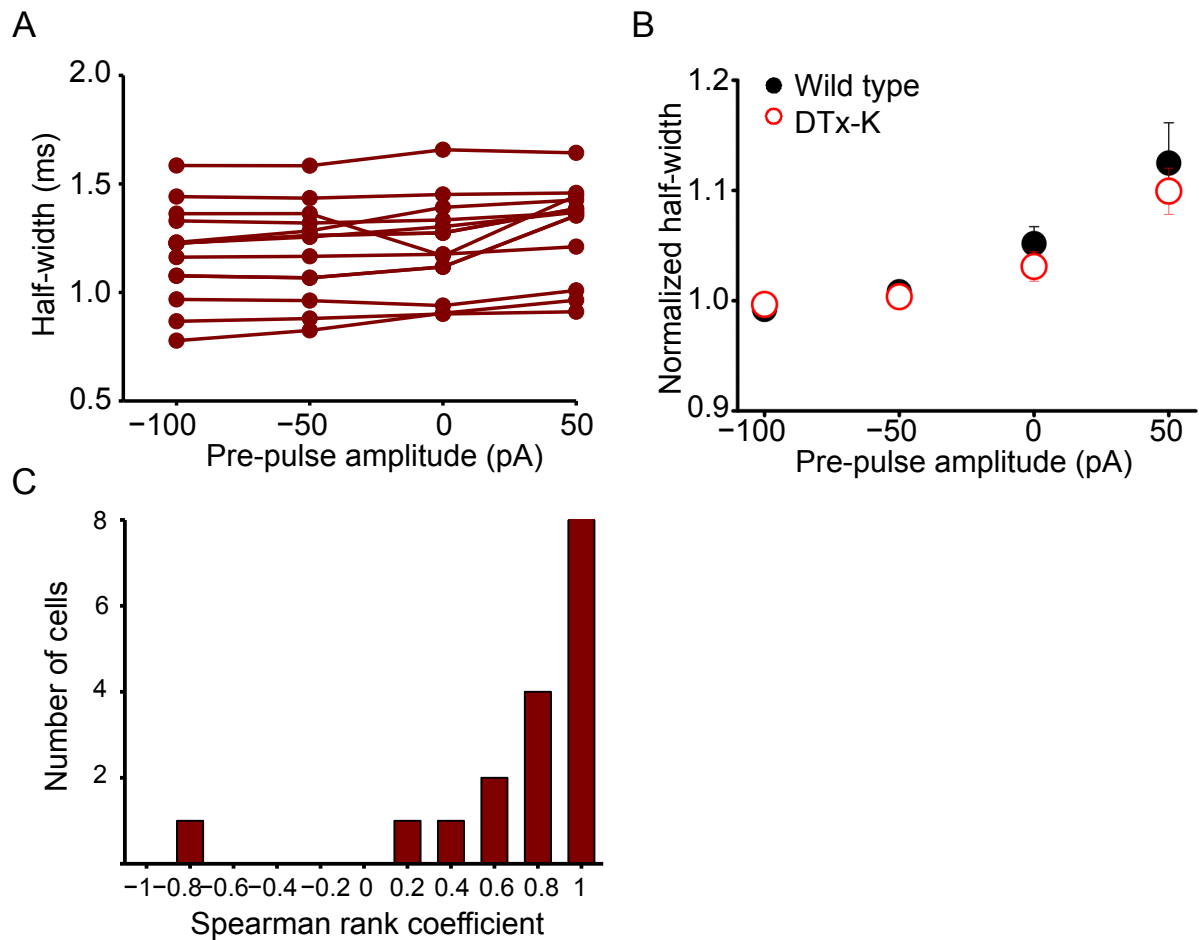 A
2.0
1.5
1.0
0.5
Half-width (ms)
−100 −50 0 50
Pre-pulse amplitude (pA)
B
1.2
1.1
1.0
0.9
Normalized half-width
Wild type
DTx-K
−100 −50 0 50
Pre-pulse amplitude (pA)
C
8
6
4
2
Number of cells
−1 −0.8 −0.6 −0.4 −0.2 0 0.2 0.4 0.6 0.8 1
Spearman rank coefficient